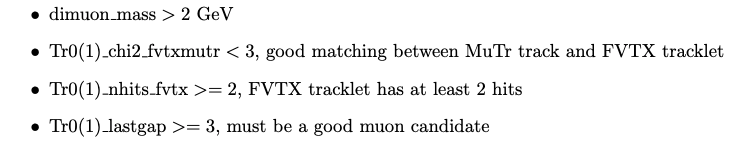 • dimuon_mass > 2 GeV
• Tr0(1)_chi2_fvtxmutr < 3, good matching between MuTr track and FVTX tracklet
• Tr0(1)_nhits_fvtx >= 2, FVTX tracklet has at least 2 hits
• Tr0(1)_lastgap >= 3, must be a good muon candidate